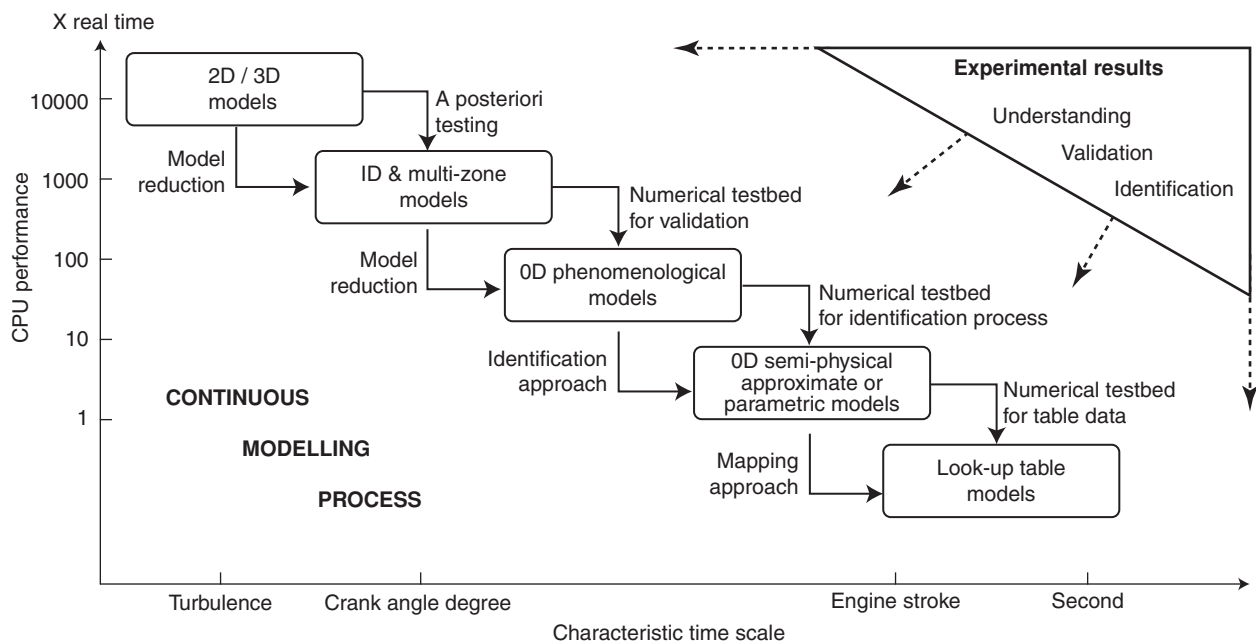 X real time
2D / 3D
models
Experimental results
10000
A posteriori
testing
Understanding
Model
reduction
Validation
1000
ID & multi-zone
models
Numerical testbed
for validation
Identification
CPU performance
100
Model
reduction
0D phenomenological
models
Numerical testbed
for identification process
10
Identification
approach
0D semi-physical
approximate or
parametric models
Numerical testbed
for table data
CONTINUOUS
1
MODELLING
Mapping
approach
Look-up table
models
PROCESS
Turbulence
Crank angle degree
Engine stroke
Second
Characteristic time scale